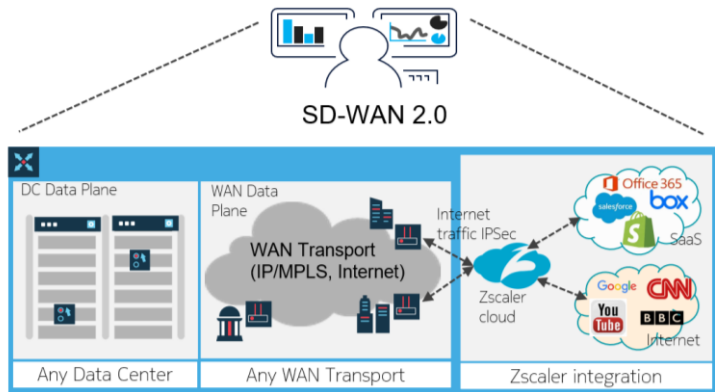 SD-WAN 2.0
DC Data Plane
WAN Data
Plane
WAN Transport
(IP/MPLS, Internet)
Internet
traffic IPSec
Zscaler
cloud
Office 365
salesforce
box
SaaS
Google
CNN
You
Tube
BBC
Internet
Any Data Center
Any WAN Transport
Zscaler integration